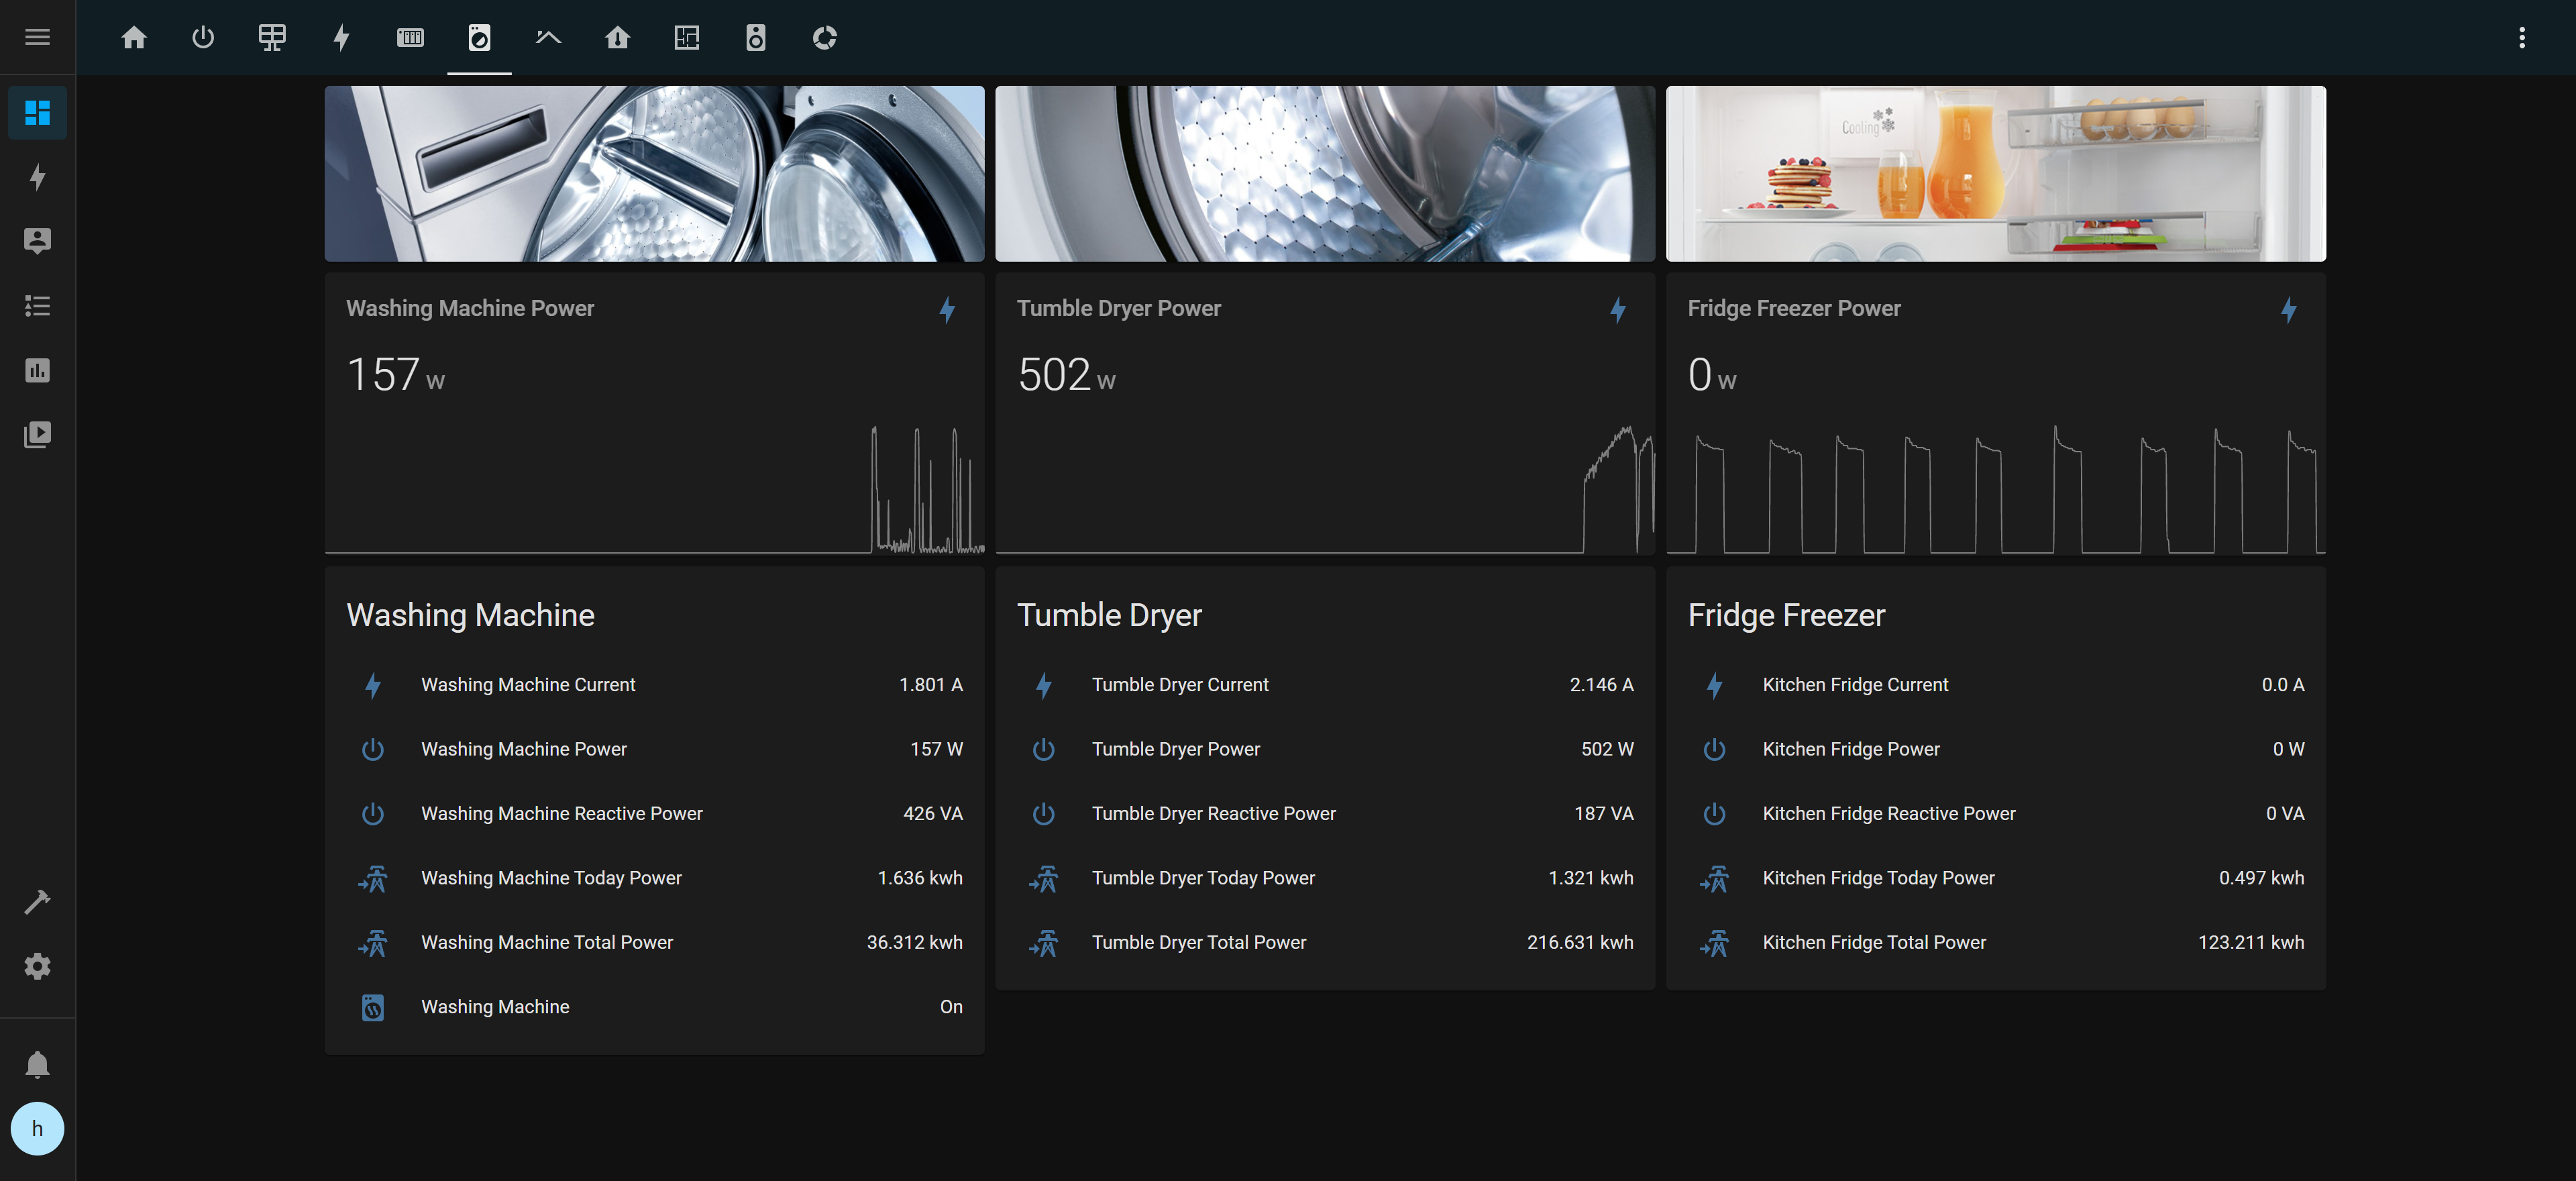 Cooling
Washing Machine Power
157 W
Tumble Dryer Power
502 W
Fridge Freezer Power
0 W
Washing Machine
Washing Machine Current 1.801 A
Washing Machine Power 157 W
Washing Machine Reactive Power 426 VA
Washing Machine Today Power 1.636 kwh
Washing Machine Total Power 36.312 kwh
Washing Machine On
Tumble Dryer
Tumble Dryer Current 2.146 A
Tumble Dryer Power 502 W
Tumble Dryer Reactive Power 187 VA
Tumble Dryer Today Power 1.321 kwh
Tumble Dryer Total Power 216.631 kwh
Fridge Freezer
Kitchen Fridge Current 0.0 A
Kitchen Fridge Power 0 W
Kitchen Fridge Reactive Power 0 VA
Kitchen Fridge Today Power 0.497 kwh
Kitchen Fridge Total Power 123.211 kwh
h